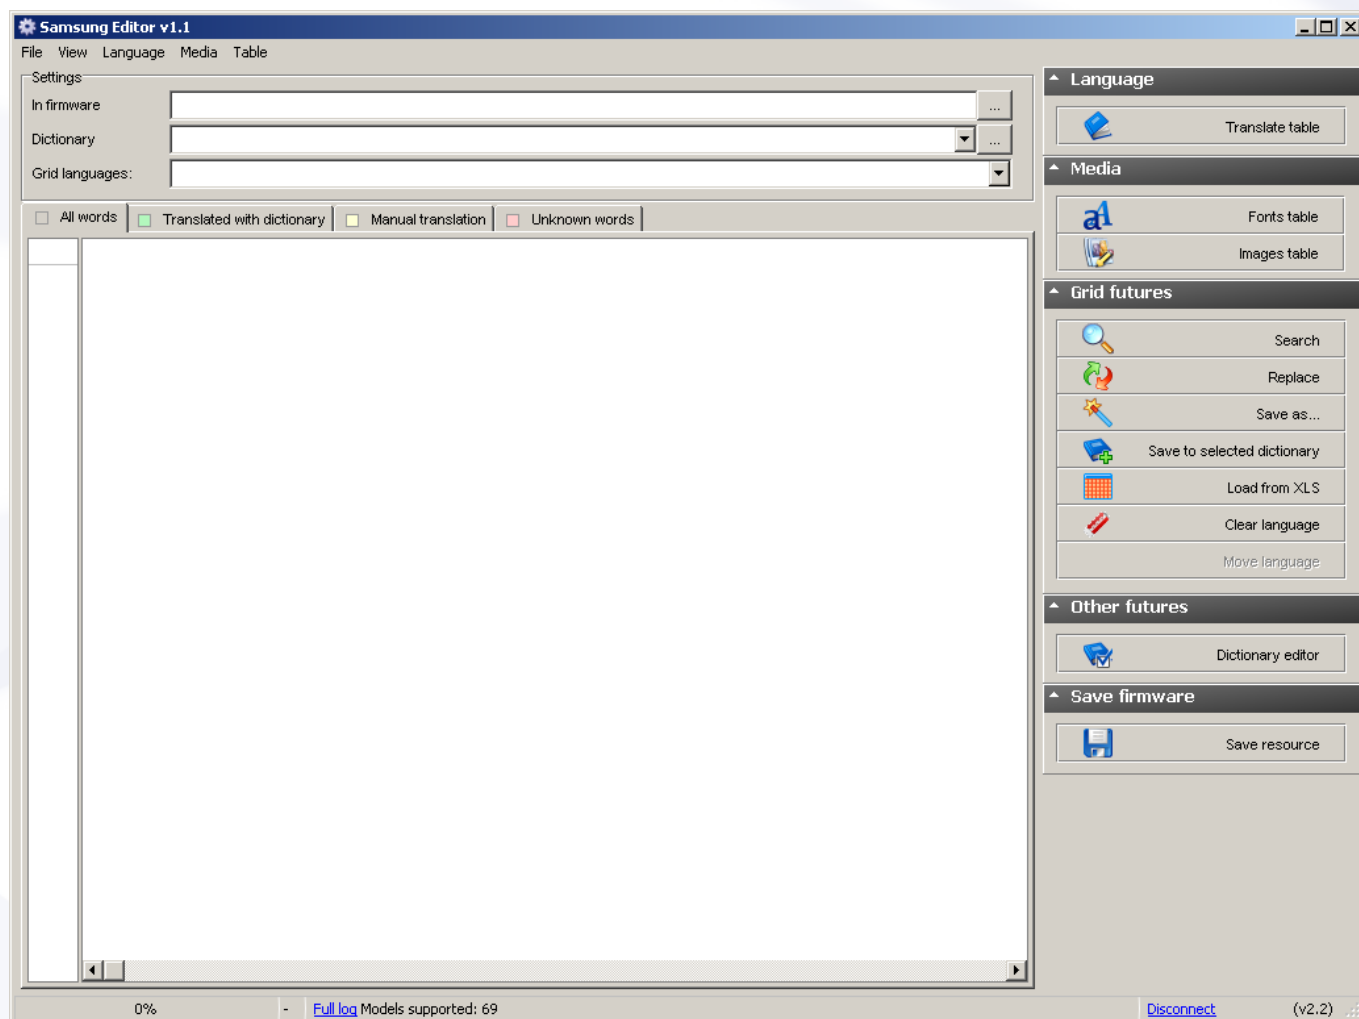 Samsung Editor v1.1
File View Language Media Table
Settings
In firmware
...
Dictionary
...
Grid languages:
All words
Translated with dictionary
Manual translation
Unknown words
Language
Translate table
Media
Fonts table
Images table
Grid futures
Search
Replace
Save as...
Save to selected dictionary
Load from XLS
Clear language
Move language
Other futures
Dictionary editor
Save firmware
Save resource
0% - Full log Models supported: 69 Disconnect (v2.2)